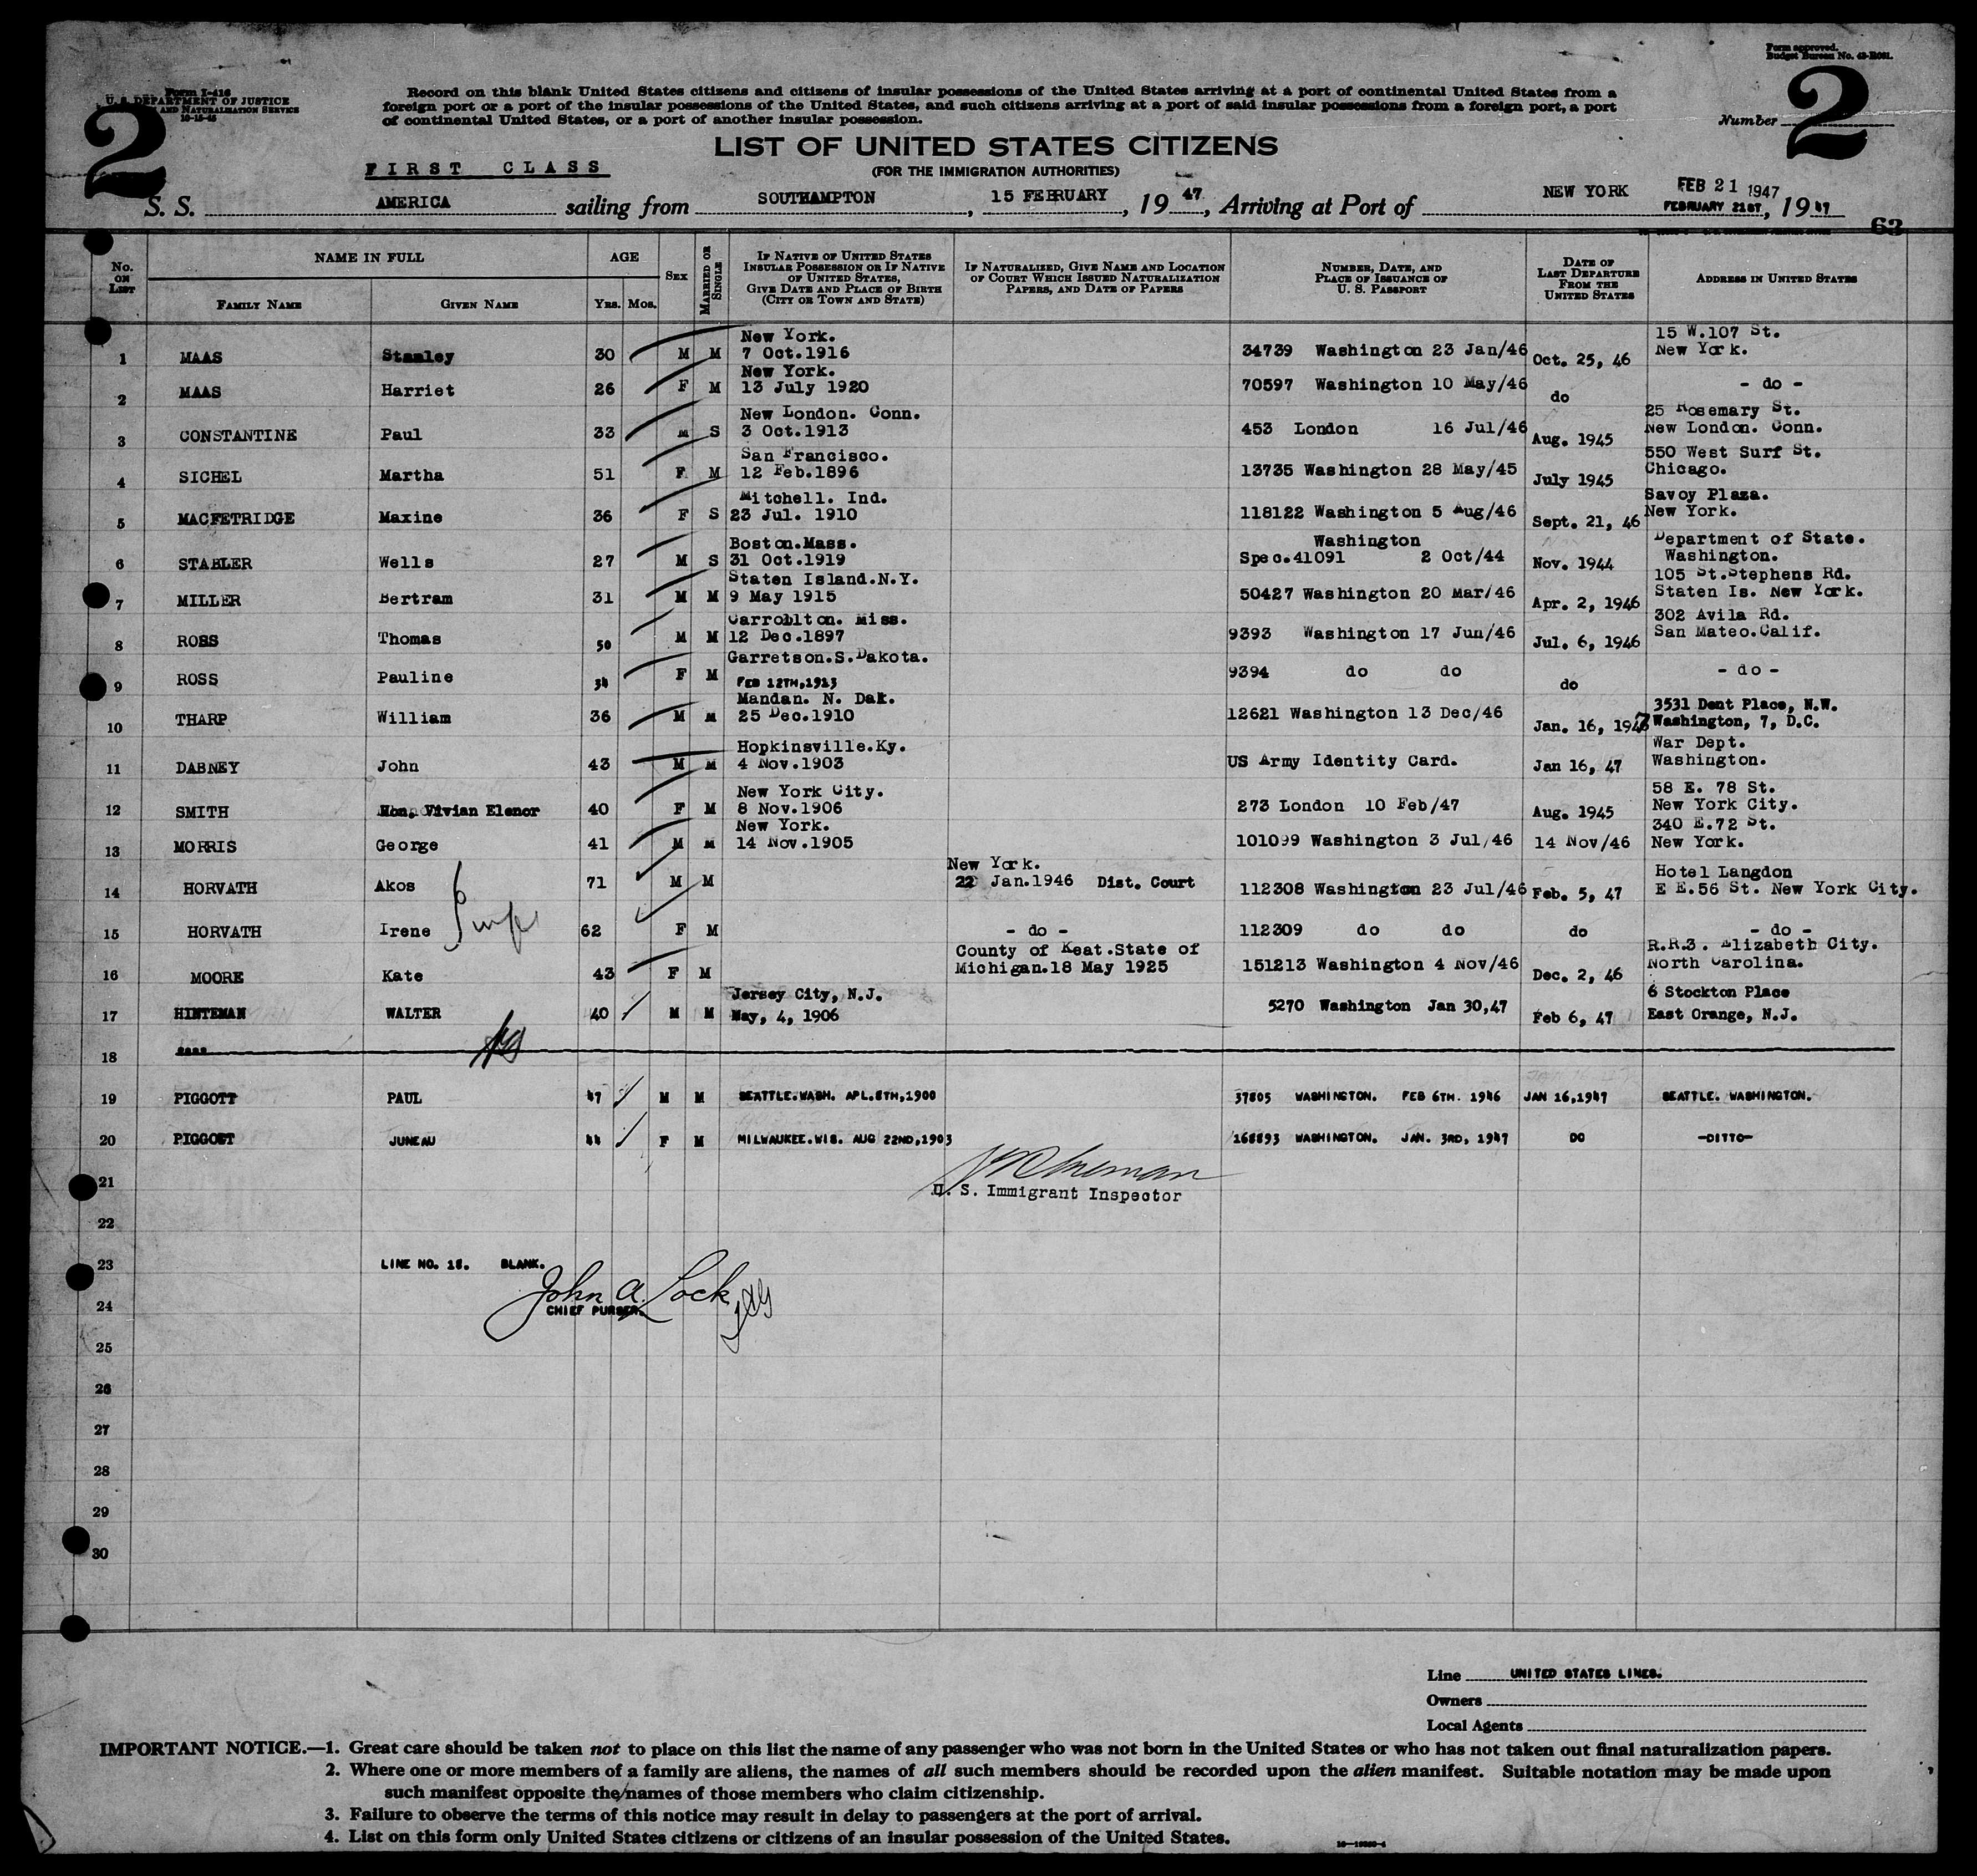 Form approved.
Budget Bureau No. 43-R031.
Form I-416
U. S. DEPARTMENT OF JUSTICE
AND NATURALIZATION SERVICE
10-15-45
2
Record on this blank United States citizens and citizens of insular possessions of the United States arriving at a port of continental United States from a
foreign port or a port of the insular possessions of the United States, and such citizens arriving at a port of said insular possessions from a foreign port, a port
of continental United States, or a port of another insular possession.
Number 2
LIST OF UNITED STATES CITIZENS
(FOR THE IMMIGRATION AUTHORITIES)
FIRST CLASS
FEB 21 1947
S. S. AMERICA sailing from SOUTHAMPTON, 15 FEBRUARY, 19 47, Arriving at Port of NEW YORK FEBRUARY 21ST, 19 47
63
No. ON LIST
NAME IN FULL
FAMILY NAME
GIVEN NAME
AGE
YRS. MOS.
SEX
MARRIED OR SINGLE
IF NATIVE OF UNITED STATES
INSULAR POSSESSION OR IF NATIVE
OF UNITED STATES,
GIVE DATE AND PLACE OF BIRTH
(CITY OR TOWN AND STATE)
IF NATURALIZED, GIVE NAME AND LOCATION
OF COURT WHICH ISSUED NATURALIZATION
PAPERS, AND DATE OF PAPERS
NUMBER, DATE, AND
PLACE OF ISSUANCE OF
U. S. PASSPORT
DATE OF
LAST DEPARTURE
FROM THE
UNITED STATES
ADDRESS IN UNITED STATES
1 MAAS Stanley 30 M M New York. 7 Oct.1916 34739 Washington 23 Jan/46 Oct. 25, 46 15 W.107 St. New York.
2 MAAS Harriet 26 F M New York. 13 July 1920 70597 Washington 10 May/46 do - do -
3 CONSTANTINE Paul 33 M S New London. Conn. 3 Oct.1913 453 London 16 Jul/46 Aug. 1945 25 Rosemary St. New London. Conn.
4 SICHEL Martha 51 F M San Francisco. 12 Feb.1896 13735 Washington 28 May/45 July 1945 550 West Surf St. Chicago.
5 MACFETRIDGE Maxine 36 F S Mitchell. Ind. 23 Jul. 1910 118122 Washington 5 Aug/46 Sept. 21, 46 Savoy Plaza. New York.
6 STABLER Wells 27 M S Boston.Mass. 31 Oct.1919 Washington Spec.41091 2 Oct/44 Nov. 1944 Department of State. Washington.
7 MILLER Bertram 31 M M Staten Island.N.Y. 9 May 1915 50427 Washington 20 Mar/46 Apr. 2, 1946 105 St.Stephens Rd. Staten Is. New York.
8 ROSS Thomas 50 M M Carrollton. Miss. 12 Dec.1897 9393 Washington 17 Jun/46 Jul. 6, 1946 302 Avila Rd. San Mateo.Calif.
9 ROSS Pauline 34 F M Garretson.S.Dakota. FEB 12TH,1913 9394 do do do - do -
10 THARP William 36 M M Mandan. N. Dak. 25 Dec.1910 12621 Washington 13 Dec/46 Jan. 16, 1947 3531 Dent Place, N.W. Washington, 7, D.C.
11 DABNEY John 43 M M Hopkinsville.Ky. 4 Nov.1903 US Army Identity Card. Jan 16, 47 War Dept. Washington.
12 SMITH Hon. Vivian Elenor 40 F M New York City. 8 Nov.1906 273 London 10 Feb/47 Aug. 1945 58 E. 78 St. New York City.
13 MORRIS George 41 M M New York. 14 Nov.1905 101099 Washington 3 Jul/46 14 Nov/46 340 E.72 St. New York.
14 HORVATH Akos 71 M M New York. 22 Jan.1946 Dist. Court 112308 Washington 23 Jul/46 Feb. 5, 47 Hotel Langdon E E.56 St. New York City.
15 HORVATH Irene 62 F M - do - 112309 do do do - do -
16 MOORE Kate 43 F M County of Keat.State of Michigan.18 May 1925 151213 Washington 4 Nov/46 Dec. 2, 46 R.R.3. Elizabeth City. North Carolina.
17 HINTEMAN WALTER 40 M M Jersey City, N.J. May, 4, 1906 5270 Washington Jan 30,47 Feb 6, 47 6 Stockton Place East Orange, N.J.
18
19 PIGGOTT PAUL 47 M M SEATTLE.WASH. APL.8TH,1900 37805 WASHINGTON. FEB 6TH. 1946 JAN 16,1947 SEATTLE. WASHINGTON.
20 PIGGOTT JUNEAU 44 F M MILWAUKEE.WIS. AUG 22ND,1903 168893 WASHINGTON. JAN. 3RD, 1947 DO -DITTO-
21
U. S. Immigrant Inspector
22
23 LINE NO. 18. BLANK.
John A. Lock
24 CHIEF PURSER.
25
26
27
28
29
30
Line UNITED STATES LINES.
Owners
Local Agents
IMPORTANT NOTICE.—1. Great care should be taken not to place on this list the name of any passenger who was not born in the United States or who has not taken out final naturalization papers.
2. Where one or more members of a family are aliens, the names of all such members should be recorded upon the alien manifest. Suitable notation may be made upon
such manifest opposite the names of those members who claim citizenship.
3. Failure to observe the terms of this notice may result in delay to passengers at the port of arrival.
4. List on this form only United States citizens or citizens of an insular possession of the United States.